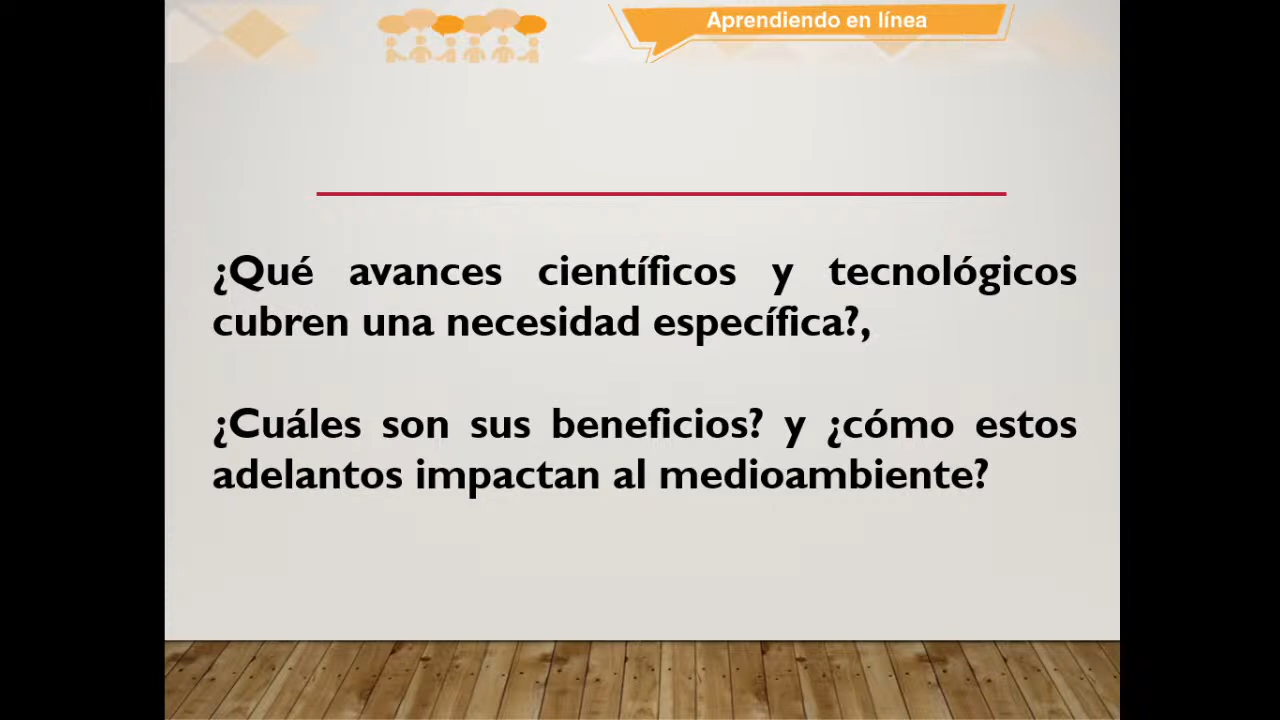 Aprendiendo en línea
¿Qué avances científicos y tecnológicos
cubren una necesidad específica?,
¿Cuáles son sus beneficios? y ¿cómo estos
adelantos impactan al medioambiente?